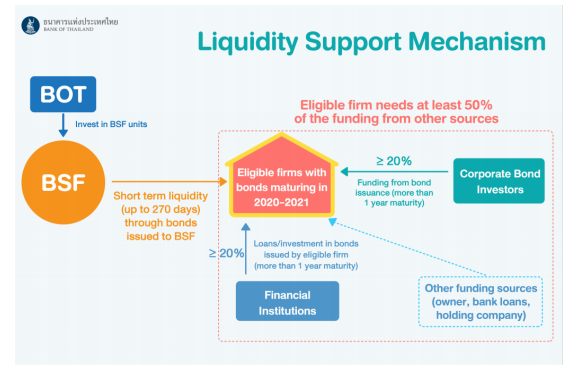 ธนาคารแห่งประเทศไทย
BANK OF THAILAND
Liquidity Support Mechanism
BOT
Invest in BSF units
BSF
Short term liquidity
(up to 270 days)
through bonds
issued to BSF
Eligible firm needs at least 50%
of the funding from other sources
Eligible firms with
bonds maturing in
2020-2021
≥ 20%
Funding from bond
issuance (more than
1 year maturity)
Corporate Bond
Investors
≥ 20%
Loans/investment in bonds
issued by eligible firm
(more than 1 year maturity)
Financial
Institutions
Other funding sources
(owner, bank loans,
holding company)